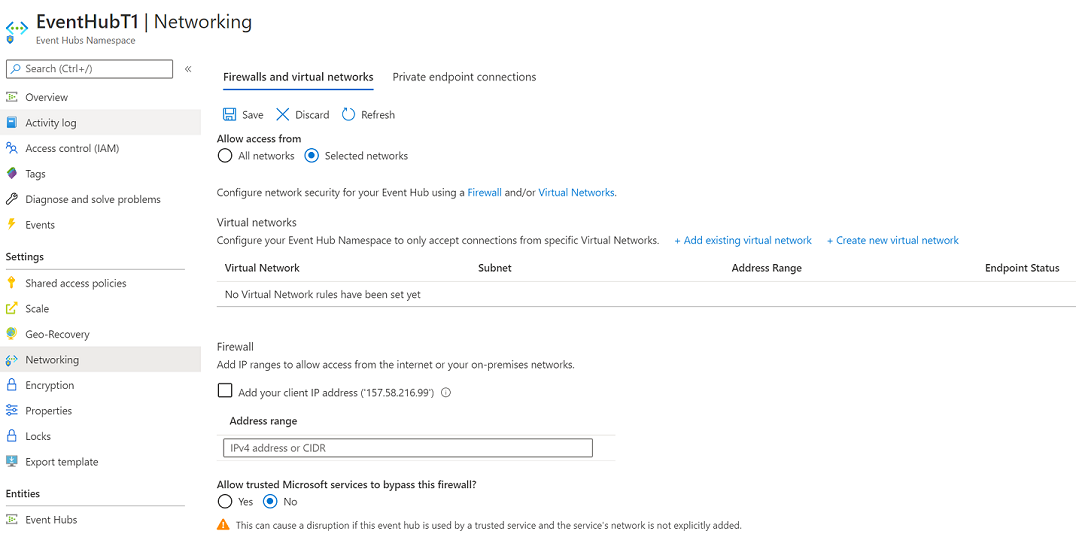 EventHubT1 | Networking
Event Hubs Namespace
Search (Ctrl+/)
«
Overview
Activity log
Access control (IAM)
Tags
Diagnose and solve problems
Events
Settings
Shared access policies
Scale
Geo-Recovery
Networking
Encryption
Properties
Locks
Export template
Entities
Event Hubs
Firewalls and virtual networks Private endpoint connections
Save Discard Refresh
Allow access from
All networks Selected networks
Configure network security for your Event Hub using a Firewall and/or Virtual Networks.
Virtual networks
Configure your Event Hub Namespace to only accept connections from specific Virtual Networks. + Add existing virtual network + Create new virtual network
Virtual Network Subnet Address Range Endpoint Status
No Virtual Network rules have been set yet
Firewall
Add IP ranges to allow access from the internet or your on-premises networks.
Add your client IP address ('157.58.216.99')
Address range
IPv4 address or CIDR
Allow trusted Microsoft services to bypass this firewall?
Yes No
This can cause a disruption if this event hub is used by a trusted service and the service's network is not explicitly added.